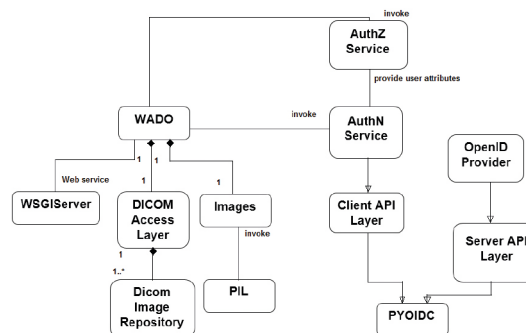 invoke
AuthZ
Service
provide user attributes
WADO
invoke
AuthN
Service
OpenID
Provider
1
1
1
Web service
1
1
WSGIServer
DICOM
Access
Layer
Images
Client API
Layer
Server API
Layer
1
invoke
1..*
Dicom
Image
Repository
PIL
PYOIDC